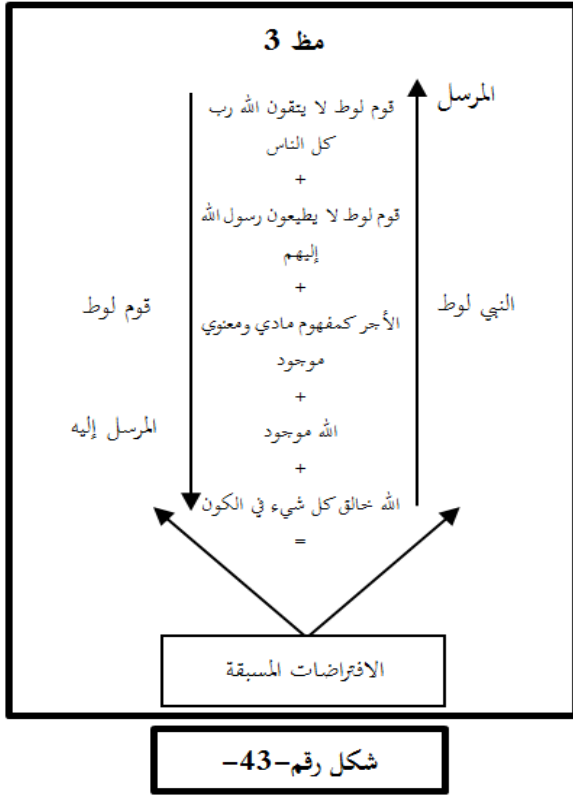 مظ 3
المرسل
قوم لوط لا يتقون الله رب
كل الناس
+
قوم لوط لا يطيعون رسول الله
إليهم
+
النبي لوط
قوم لوط
الأجر كمفهوم مادي ومعنوي
موجود
+
المرسل إليه
الله موجود
+
الله خالق كل شيء في الكون
=
الافتراضات المسبقة
شكل رقم-43-